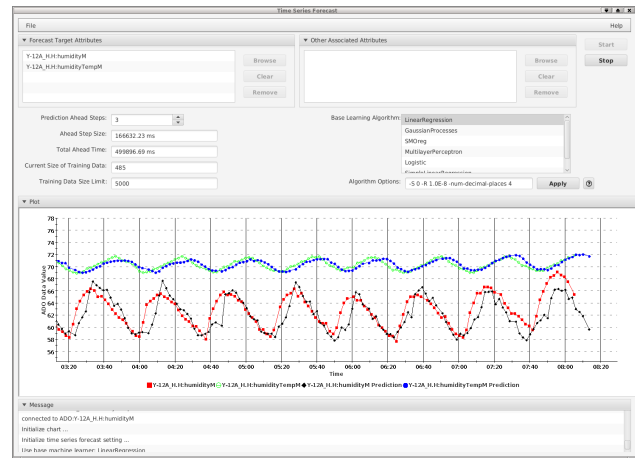 Time Series Forecast
File
Help
Forecast Target Attributes
Y-12A_H.H:humidityM
Y-12A_H.H:humidityTempM
Browse
Clear
Remove
Other Associated Attributes
Browse
Clear
Remove
Start
Stop
Prediction Ahead Steps: 3
Ahead Step Size: 166632.23 ms
Total Ahead Time: 499896.69 ms
Current Size of Training Data: 485
Training Data Size Limit: 5000
Base Learning Algorithm: LinearRegression
GaussianProcesses
SMOreg
MultilayerPerceptron
Logistic
SimpleLinearRegression
Algorithm Options: -S 0 -R 1.0E-8 -num-decimal-places 4
Apply
Plot
ADO Data Value
78
76
74
72
70
68
66
64
62
60
58
56
03:20 03:40 04:00 04:20 04:40 05:00 05:20 05:40 06:00 06:20 06:40 07:00 07:20 07:40 08:00 08:20
Time
Y-12A_H.H:humidityM Y-12A_H.H:humidityTempM Y-12A_H.H:humidityM Prediction Y-12A_H.H:humidityTempM Prediction
Message
connected to ADO:Y-12A_H.H:humidityM
Initialize chart ...
Initialize time series forecast setting ...
Use base machine learner: LinearRegression